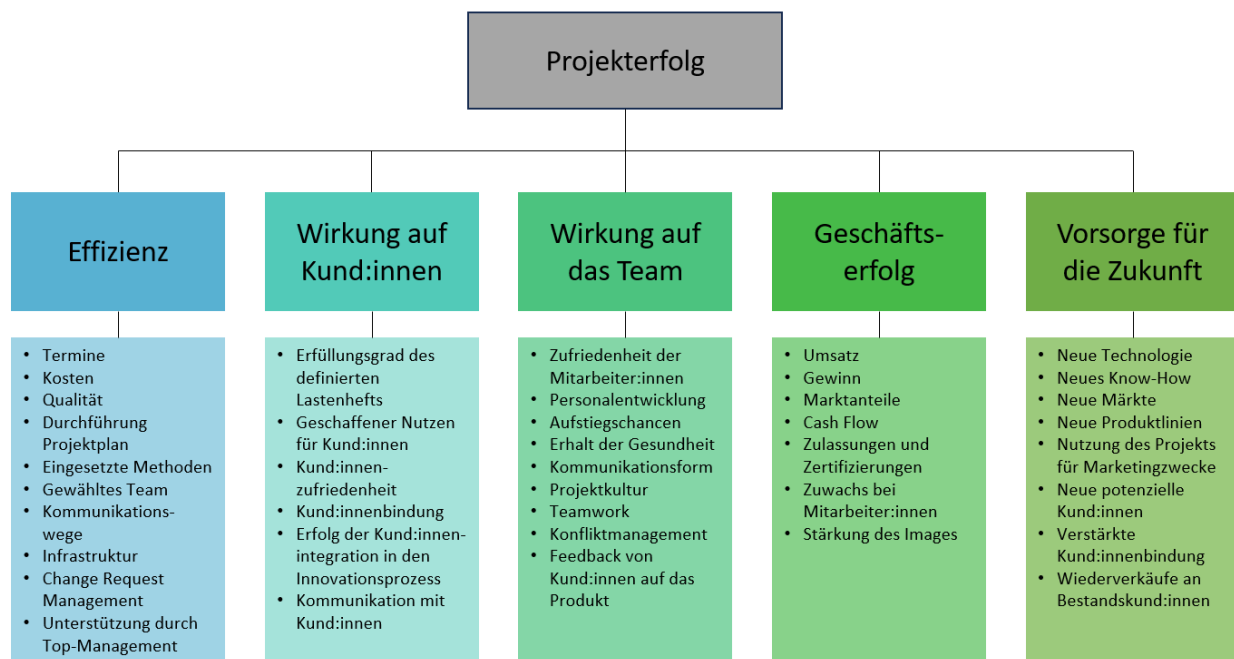 Projekterfolg
Effizienz
• Termine
• Kosten
• Qualität
• Durchführung
Projektplan
• Eingesetzte Methoden
• Gewähltes Team
• Kommunikations-
wege
• Infrastruktur
• Change Request
Management
• Unterstützung durch
Top-Management
Wirkung auf
Kund:innen
• Erfüllungsgrad des
definierten
Lastenhefts
• Geschaffener Nutzen
für Kund:innen
• Kund:innen-
zufriedenheit
• Kund:innenbindung
• Erfolg der Kund:innen-
integration in den
Innovationsprozess
• Kommunikation mit
Kund:innen
Wirkung auf
das Team
• Zufriedenheit der
Mitarbeiter:innen
• Personalentwicklung
• Aufstiegschancen
• Erhalt der Gesundheit
• Kommunikationsform
• Projektkultur
• Teamwork
• Konfliktmanagement
• Feedback von
Kund:innen auf das
Produkt
Geschäfts-
erfolg
• Umsatz
• Gewinn
• Marktanteile
• Cash Flow
• Zulassungen und
Zertifizierungen
• Zuwachs bei
Mitarbeiter:innen
• Stärkung des Images
Vorsorge für
die Zukunft
• Neue Technologie
• Neues Know-How
• Neue Märkte
• Neue Produktlinien
• Nutzung des Projekts
für Marketingzwecke
• Neue potenzielle
Kund:innen
• Verstärkte
Kund:innenbindung
• Wiederverkäufe an
Bestandskund:innen